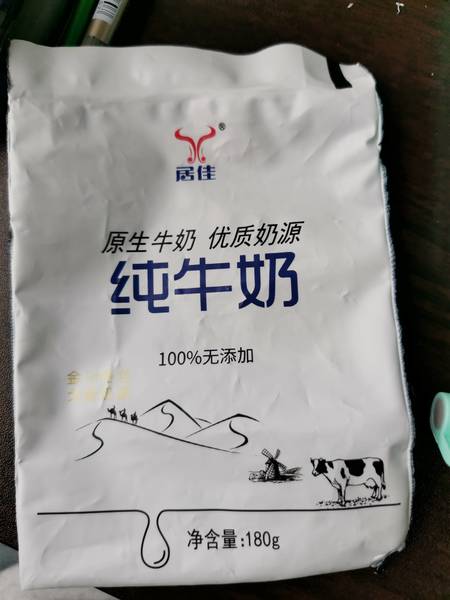 ®
居佳
原生牛奶 优质奶源
纯牛奶
100%无添加
净含量:180g